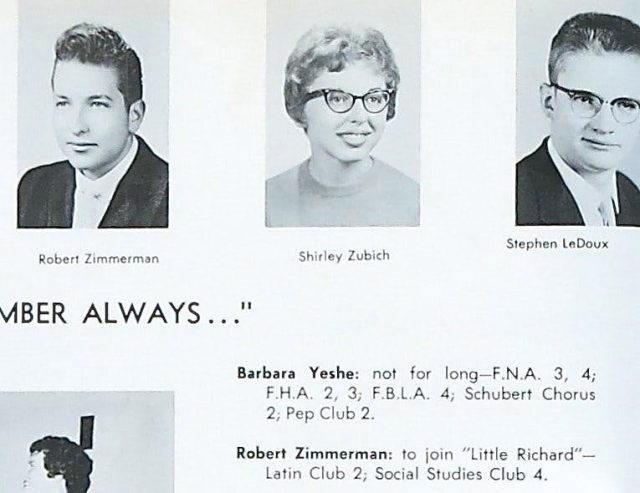 Robert Zimmerman
Shirley Zubich
Stephen LeDoux
MBER ALWAYS..."
Barbara Yeshe: not for long—F.N.A. 3, 4;
F.H.A. 2, 3; F.B.L.A. 4; Schubert Chorus
2; Pep Club 2.
Robert Zimmerman: to join "Little Richard"—
Latin Club 2; Social Studies Club 4.